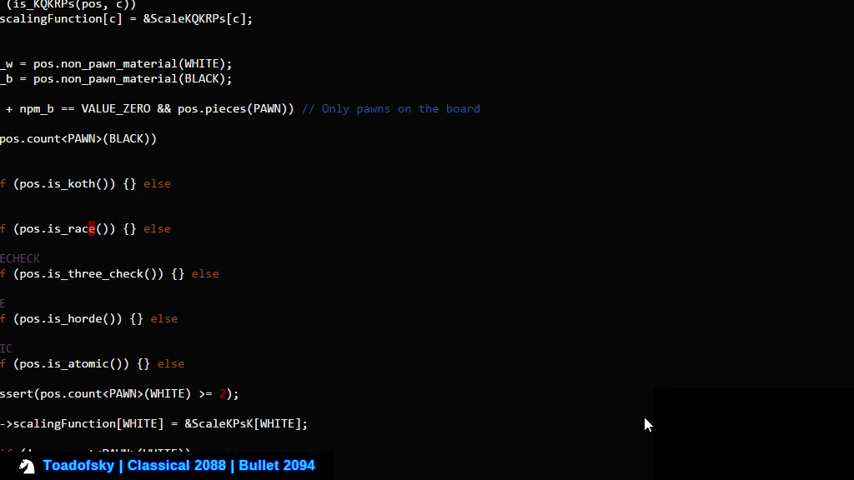 (is_KQKRPs(pos, c))
scalingFunction[c] = &ScaleKQKRPs[c];
_w = pos.non_pawn_material(WHITE);
_b = pos.non_pawn_material(BLACK);
+ npm_b == VALUE_ZERO && pos.pieces(PAWN)) // Only pawns on the board
pos.count<PAWN>(BLACK))
f (pos.is_koth()) {} else
f (pos.is_race()) {} else
ECHECK
f (pos.is_three_check()) {} else
E
f (pos.is_horde()) {} else
IC
f (pos.is_atomic()) {} else
ssert(pos.count<PAWN>(WHITE) >= 2);
->scalingFunction[WHITE] = &ScaleKPsK[WHITE];
Toadofsky | Classical 2088 | Bullet 2094